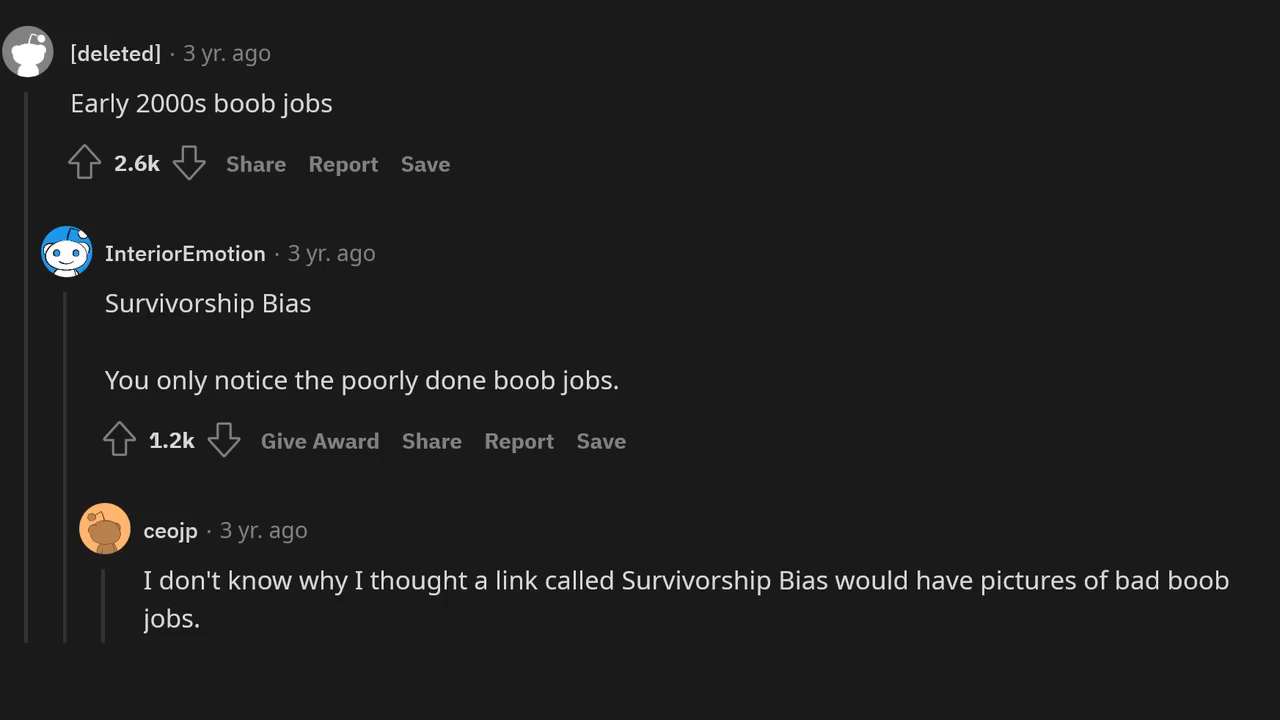 [deleted] · 3 yr. ago
Early 2000s boob jobs
2.6k Share Report Save
InteriorEmotion · 3 yr. ago
Survivorship Bias
You only notice the poorly done boob jobs.
1.2k Give Award Share Report Save
ceojp · 3 yr. ago
I don't know why I thought a link called Survivorship Bias would have pictures of bad boob
jobs.